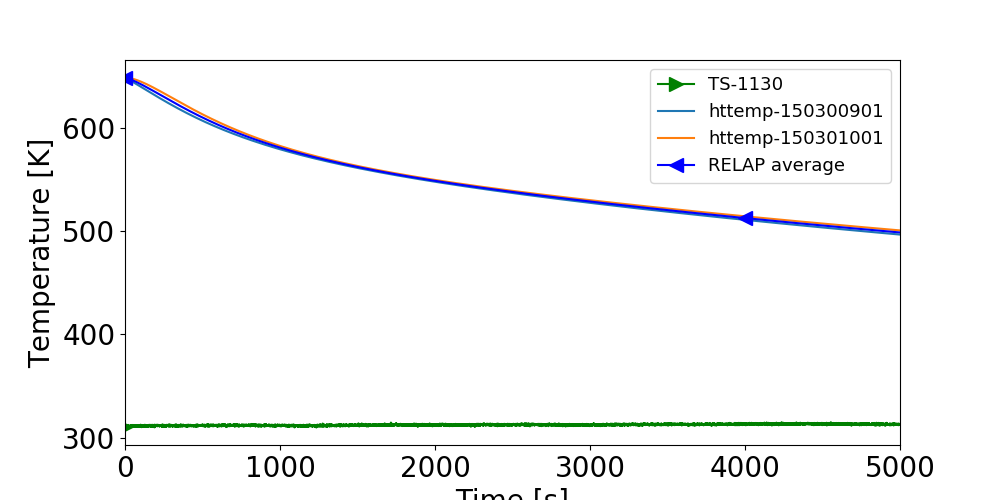 TS-1130
httemp-150300901
httemp-150301001
RELAP average
Temperature [K]
600
500
400
300
0 1000 2000 3000 4000 5000
Time [s]